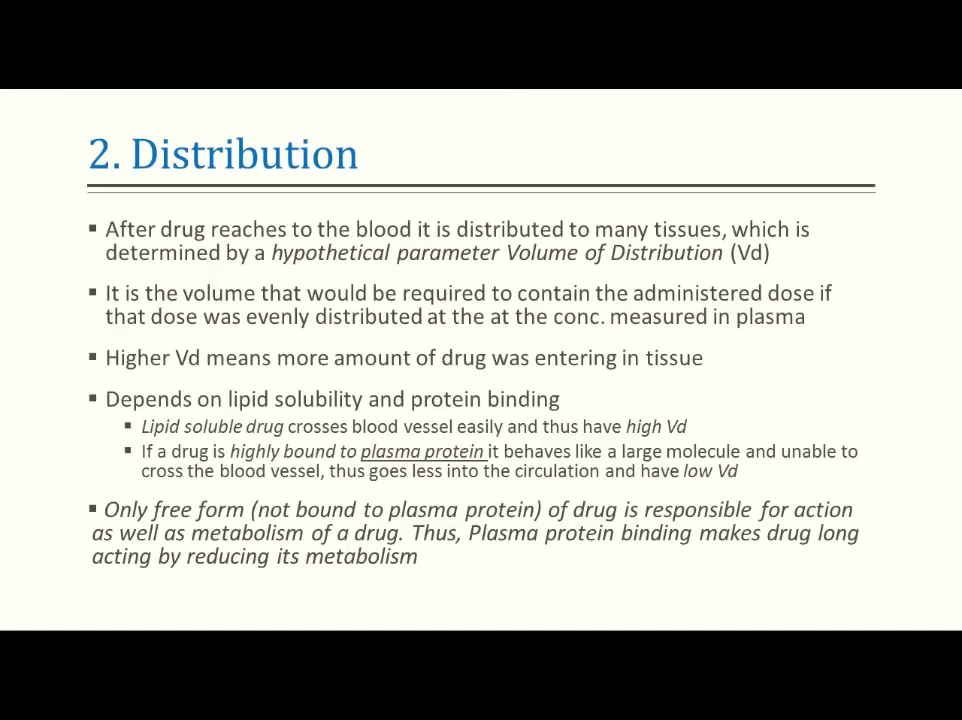 2. Distribution
▪ After drug reaches to the blood it is distributed to many tissues, which is
determined by a hypothetical parameter Volume of Distribution (Vd)
▪ It is the volume that would be required to contain the administered dose if
that dose was evenly distributed at the at the conc. measured in plasma
▪ Higher Vd means more amount of drug was entering in tissue
▪ Depends on lipid solubility and protein binding
▪ Lipid soluble drug crosses blood vessel easily and thus have high Vd
▪ If a drug is highly bound to plasma protein it behaves like a large molecule and unable to
cross the blood vessel, thus goes less into the circulation and have low Vd
▪ Only free form (not bound to plasma protein) of drug is responsible for action
as well as metabolism of a drug. Thus, Plasma protein binding makes drug long
acting by reducing its metabolism